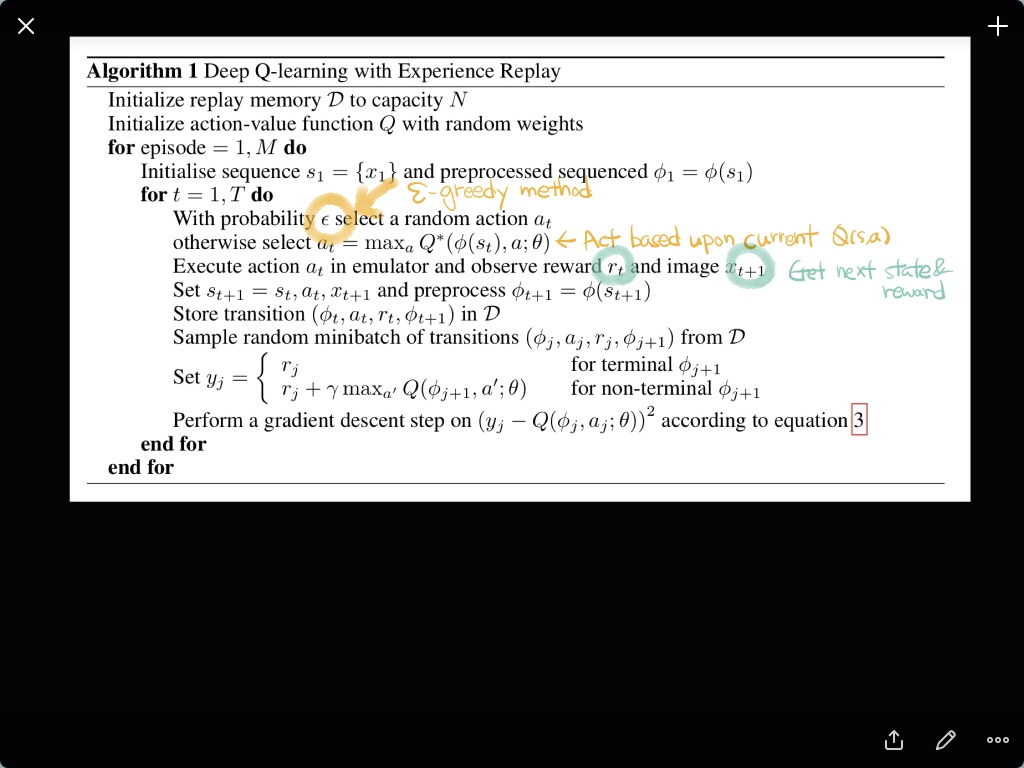 Algorithm 1 Deep Q-learning with Experience Replay
Initialize replay memory 𝒟 to capacity N
Initialize action-value function Q with random weights
for episode = 1, M do
Initialise sequence s₁ = {x₁} and preprocessed sequenced ϕ₁ = ϕ(s₁)
for t = 1, T do
Σ-greedy method
With probability ϵ select a random action aₜ
otherwise select aₜ = maxₐ Q*(ϕ(sₜ), a; θ) ← Act based upon current Q(s,a)
Execute action aₜ in emulator and observe reward rₜ and image xₜ₊₁ Get next state &
reward
Set sₜ₊₁ = sₜ, aₜ, xₜ₊₁ and preprocess ϕₜ₊₁ = ϕ(sₜ₊₁)
Store transition (ϕₜ, aₜ, rₜ, ϕₜ₊₁) in 𝒟
Sample random minibatch of transitions (ϕⱼ, aⱼ, rⱼ, ϕⱼ₊₁) from 𝒟
Set yⱼ = { rⱼ for terminal ϕⱼ₊₁
rⱼ + γ maxₐ′ Q(ϕⱼ₊₁, a′; θ) for non-terminal ϕⱼ₊₁
Perform a gradient descent step on (yⱼ − Q(ϕⱼ, aⱼ; θ))² according to equation 3
end for
end for